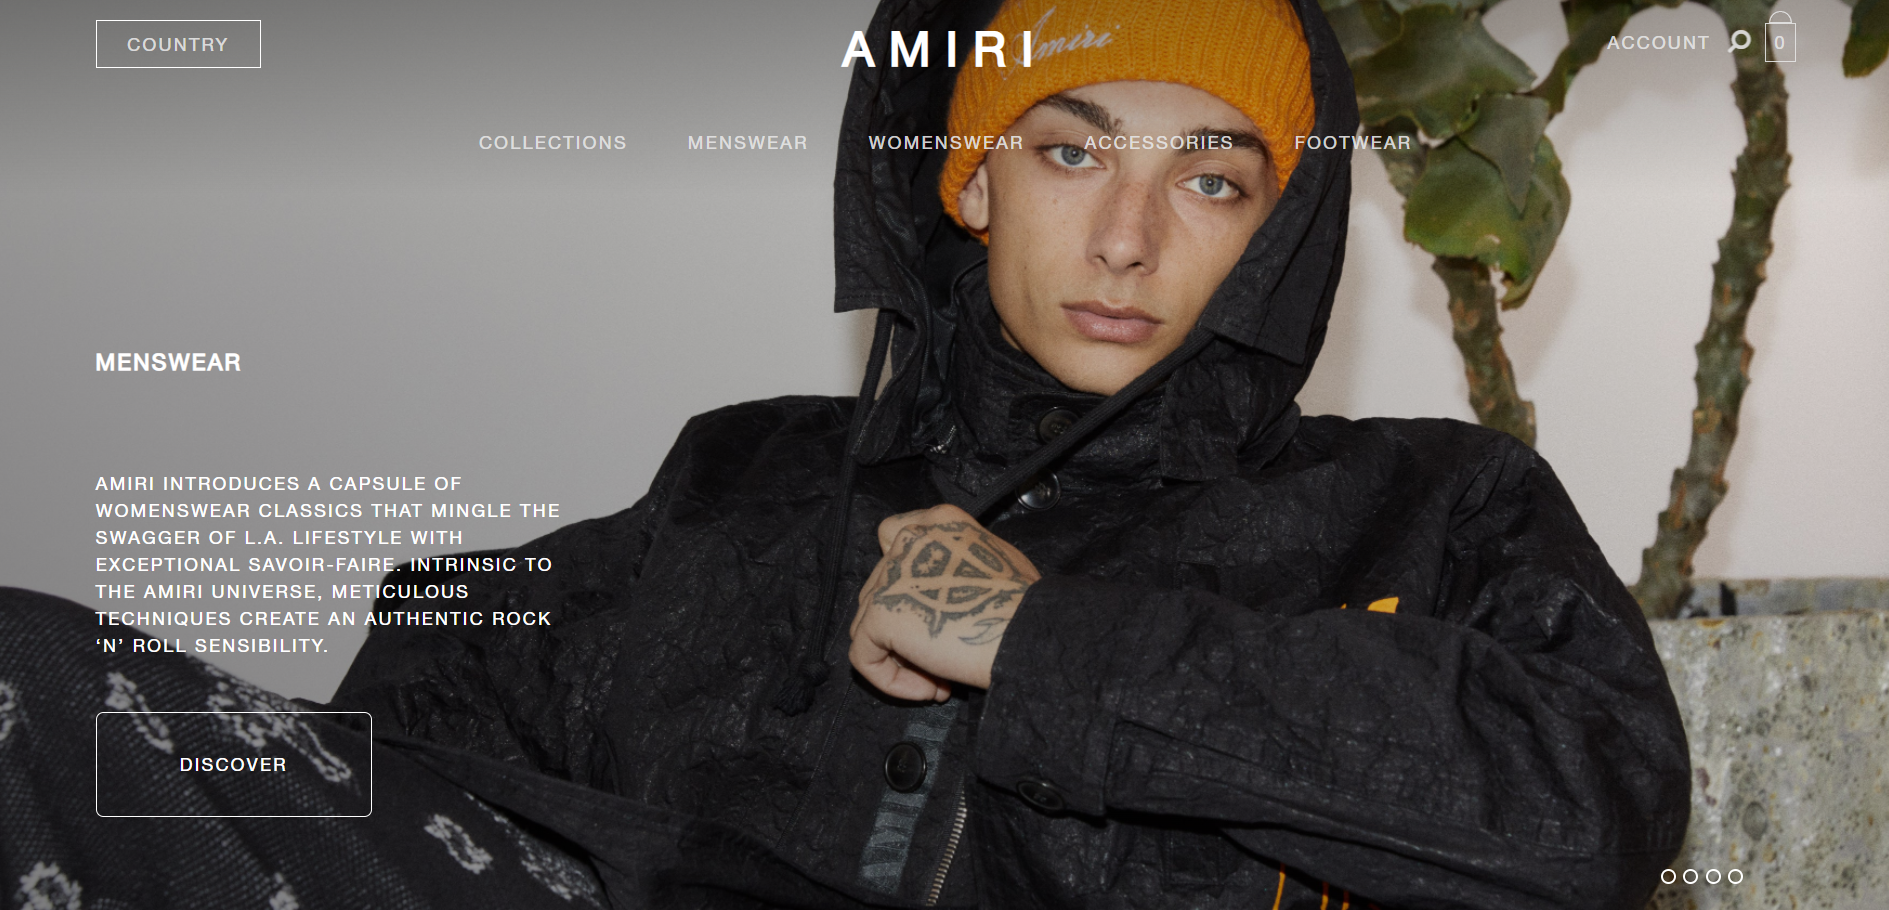 COUNTRY
AMIRI
Amiri
ACCOUNT
0
COLLECTIONS
MENSWEAR
WOMENSWEAR
ACCESSORIES
FOOTWEAR
MENSWEAR
AMIRI INTRODUCES A CAPSULE OF
WOMENSWEAR CLASSICS THAT MINGLE THE
SWAGGER OF L.A. LIFESTYLE WITH
EXCEPTIONAL SAVOIR-FAIRE. INTRINSIC TO
THE AMIRI UNIVERSE, METICULOUS
TECHNIQUES CREATE AN AUTHENTIC ROCK
‘N’ ROLL SENSIBILITY.
DISCOVER
AMIRI